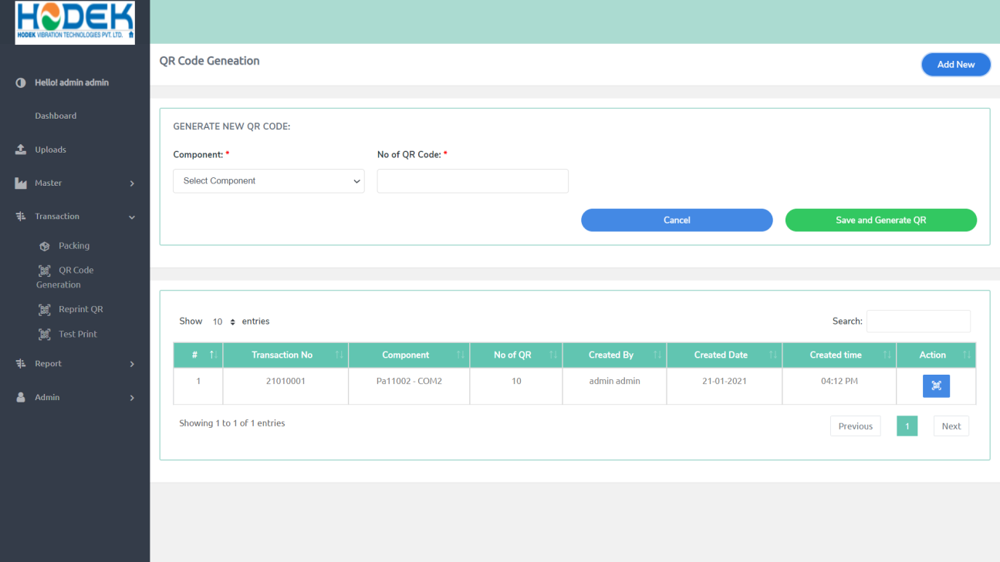 HODEK
HODEK VIBRATION TECHNOLOGIES PVT. LTD.
Hello! admin admin
Dashboard
Uploads
Master
Transaction
Packing
QR Code
Generation
Reprint QR
Test Print
Report
Admin
QR Code Geneation
Add New
GENERATE NEW QR CODE:
Component: * No of QR Code: *
Select Component
Cancel Save and Generate QR
Show 10 entries Search:
# Transaction No Component No of QR Created By Created Date Created time Action
1 21010001 Pa11002 - COM2 10 admin admin 21-01-2021 04:12 PM
Showing 1 to 1 of 1 entries
Previous 1 Next